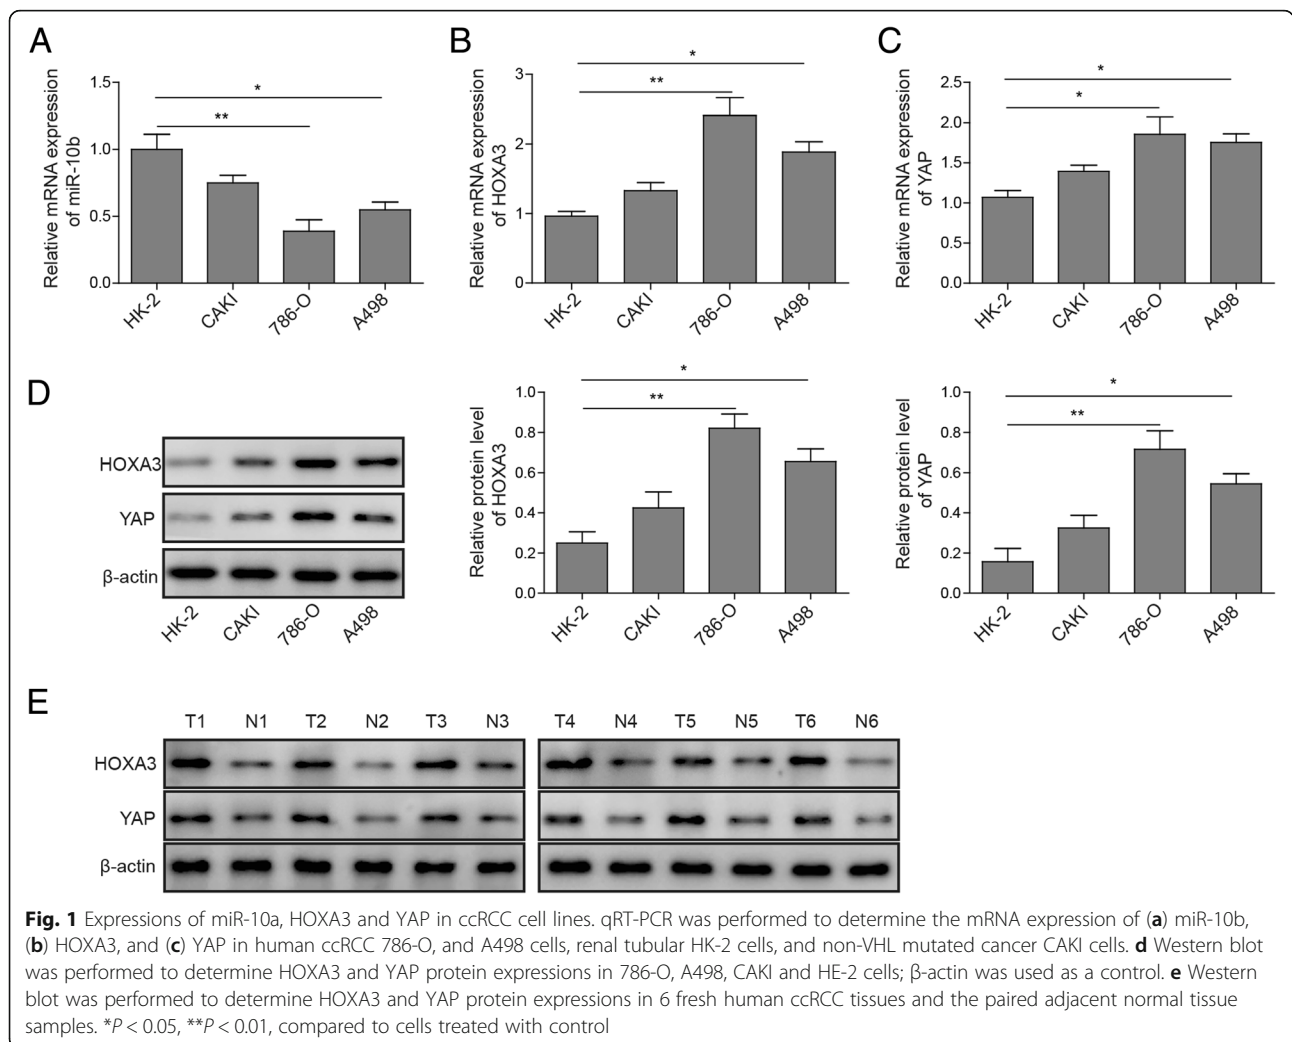 A
B
C
Relative mRNA expression
of miR-10b
1.5
1.0
0.5
0.0
*
**
HK-2
CAKI
786-O
A498
Relative mRNA expression
of HOXA3
3
2
1
0
*
**
HK-2
CAKI
786-O
A498
Relative mRNA expression
of YAP
2.5
2.0
1.5
1.0
0.5
0.0
*
*
HK-2
CAKI
786-O
A498
D
HOXA3
YAP
β-actin
HK-2
CAKI
786-O
A498
Relative protein level
of HOXA3
1.0
0.8
0.6
0.4
0.2
0.0
*
**
HK-2
CAKI
786-O
A498
Relative protein level
of YAP
1.0
0.8
0.6
0.4
0.2
0.0
*
**
HK-2
CAKI
786-O
A498
E
T1 N1 T2 N2 T3 N3 T4 N4 T5 N5 T6 N6
HOXA3
YAP
β-actin
Fig. 1 Expressions of miR-10a, HOXA3 and YAP in ccRCC cell lines. qRT-PCR was performed to determine the mRNA expression of (a) miR-10b,
(b) HOXA3, and (c) YAP in human ccRCC 786-O, and A498 cells, renal tubular HK-2 cells, and non-VHL mutated cancer CAKI cells. d Western blot
was performed to determine HOXA3 and YAP protein expressions in 786-O, A498, CAKI and HE-2 cells; β-actin was used as a control. e Western
blot was performed to determine HOXA3 and YAP protein expressions in 6 fresh human ccRCC tissues and the paired adjacent normal tissue
samples. *P < 0.05, **P < 0.01, compared to cells treated with control